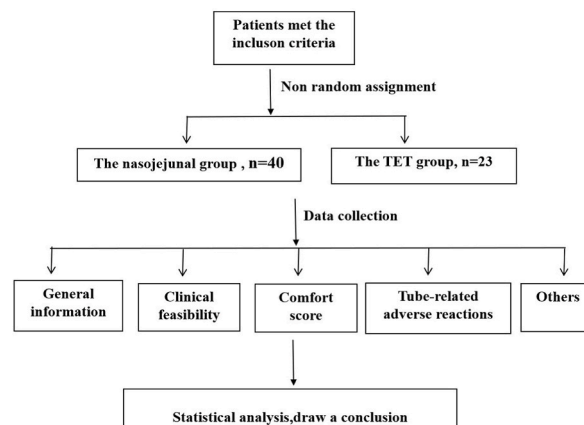 Patients met the
incluson criteria
Non random assignment
The nasojejunal group , n=40
The TET group, n=23
Data collection
General
information
Clinical
feasibility
Comfort
score
Tube-related
adverse reactions
Others
Statistical analysis,draw a conclusion